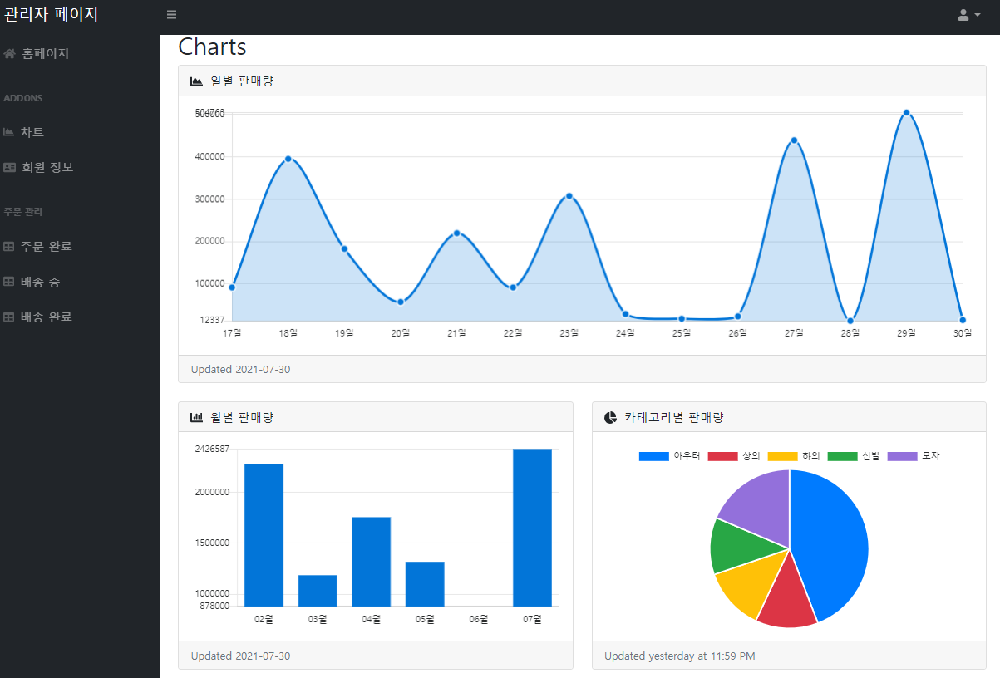 관리자 페이지
홈페이지
ADDONS
차트
회원 정보
주문 관리
주문 완료
배송 중
배송 완료
Charts
일별 판매량
504763
500000
400000
300000
200000
100000
12337
17일 18일 19일 20일 21일 22일 23일 24일 25일 26일 27일 28일 29일 30일
Updated 2021-07-30
월별 판매량
2426587
2000000
1500000
1000000
878000
02월 03월 04월 05월 06월 07월
Updated 2021-07-30
카테고리별 판매량
아우터 상의 하의 신발 모자
Updated yesterday at 11:59 PM